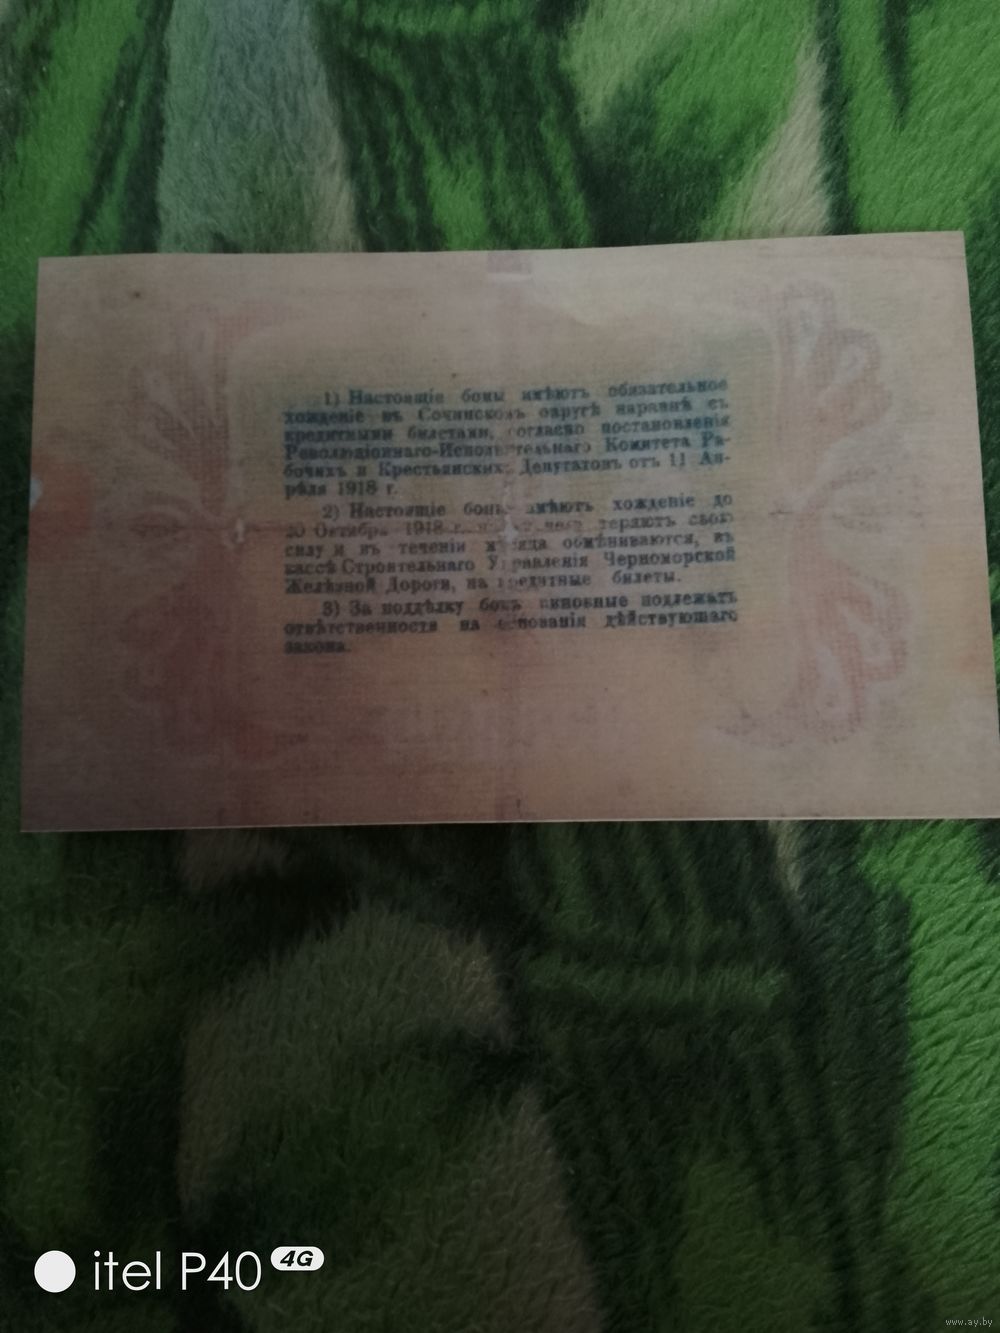 1) Настоящіе боны имѣютъ обязательное
хожденіе въ Сочинскомъ округѣ наравнѣ съ
кредитными билетами, согласно постановленія
Революціоннаго-Исполнительнаго Комитета Ра-
бочихъ и Крестьянскихъ Депутатовъ отъ 11 Ап-
рѣля 1918 г.
2) Настоящіе боны имѣютъ хожденіе до
Октября 1918 г. теряютъ свою
силу и въ теченіи обмѣниваются, въ
кассѣ Строительнаго Управленія Черноморской
Желѣзной Дороги, на кредитные билеты.
3) За поддѣлку бонъ виновные подлежатъ
отвѣтственности на основаніи дѣйствующаго
закона.
itel P40 4G
www.ay.by